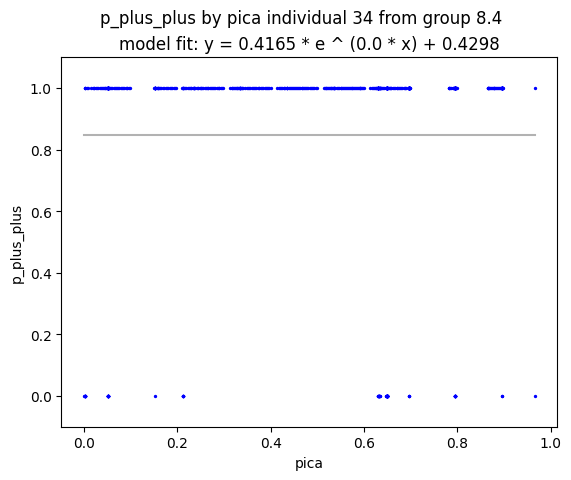 p_plus_plus by pica individual 34 from group 8.4
model fit: y = 0.4165 * e ^ (0.0 * x) + 0.4298
1.0
0.8
0.6
0.4
0.2
0.0
p_plus_plus
0.0 0.2 0.4 0.6 0.8 1.0
pica